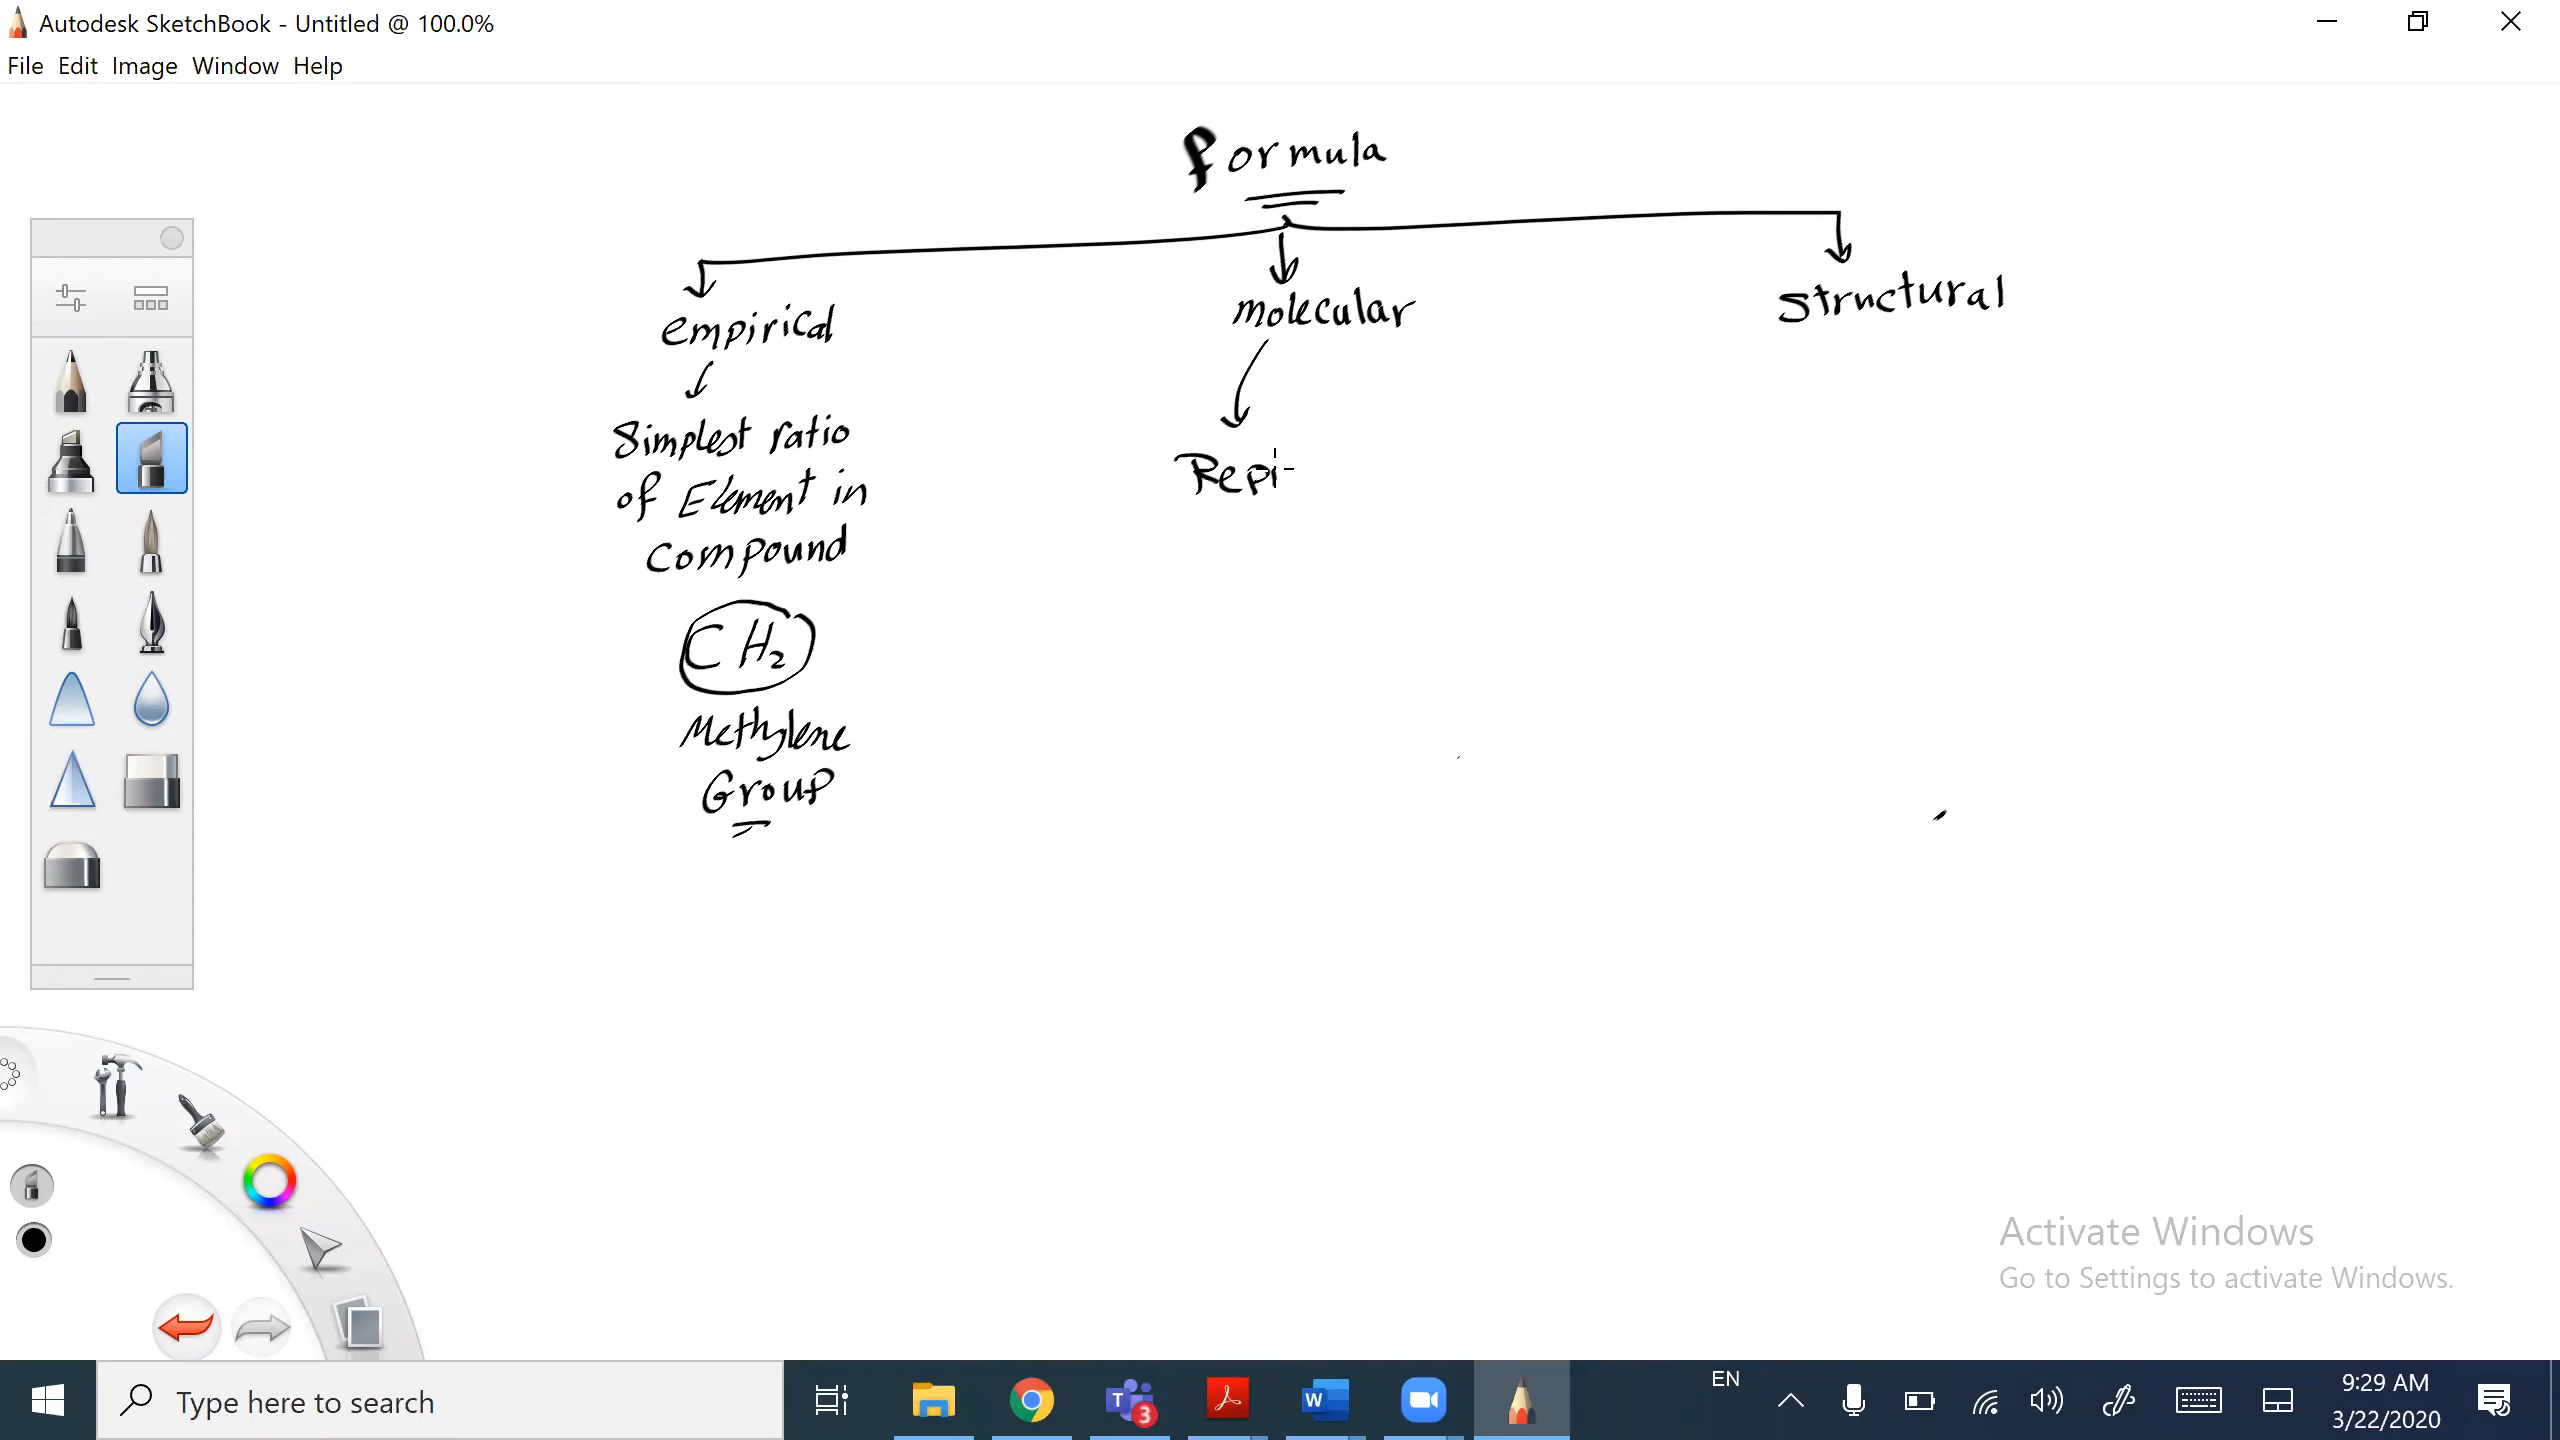 Autodesk SketchBook - Untitled @ 100.0%
File Edit Image Window Help
formula
empirical
molecular
structural
Simplest ratio
of Element in
compound
CH₂
Methylene
Group
Activate Windows
Go to Settings to activate Windows.
Type here to search
3
EN
9:29 AM
3/22/2020